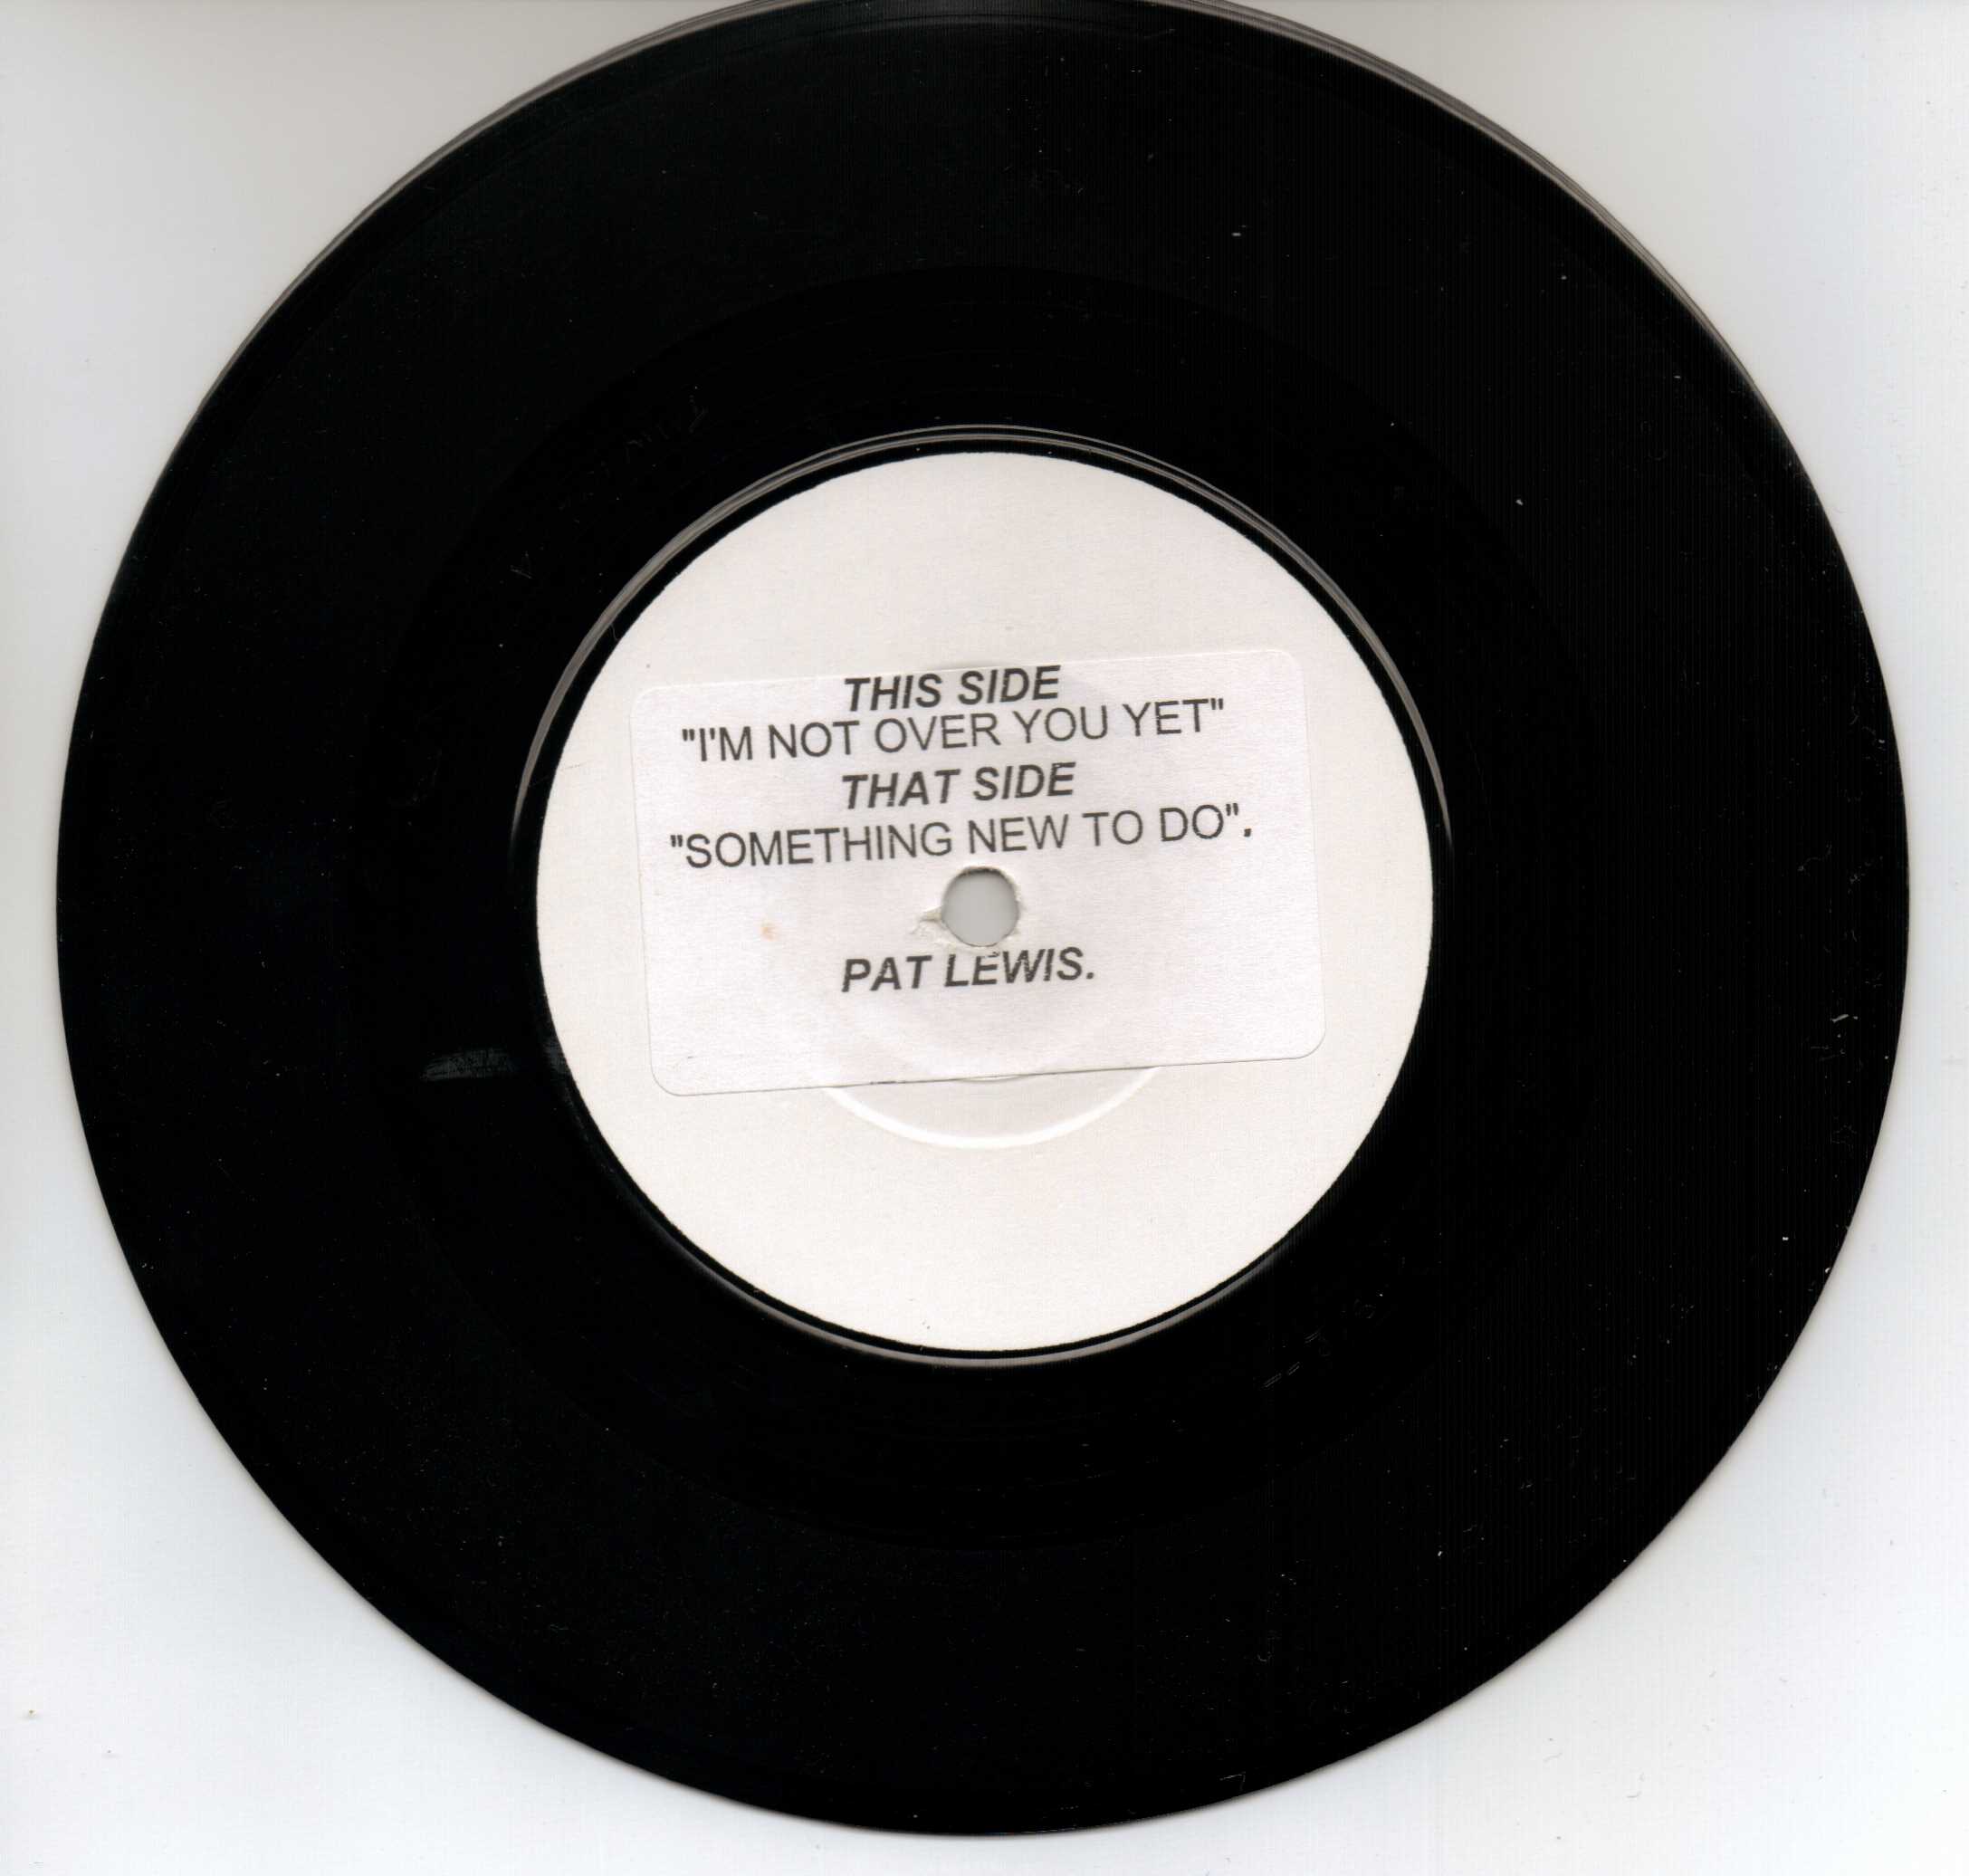 THIS SIDE
"I'M NOT OVER YOU YET"
THAT SIDE
"SOMETHING NEW TO DO".
PAT LEWIS.